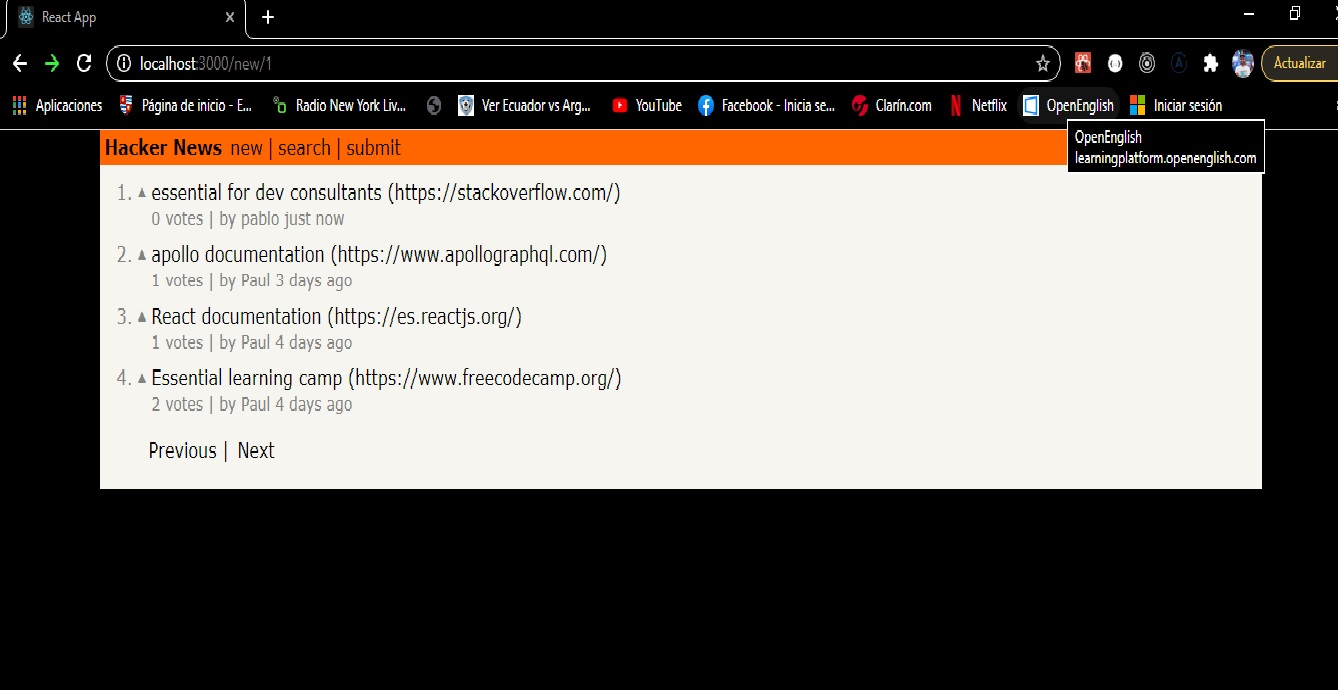 React App
localhost:3000/new/1
Actualizar
Aplicaciones Página de inicio - E... Radio New York Liv... Ver Ecuador vs Arg... YouTube Facebook - Inicia se... Clarín.com Netflix OpenEnglish Iniciar sesión
OpenEnglish
learningplatform.openenglish.com
Hacker News new | search | submit
1. ▲ essential for dev consultants (https://stackoverflow.com/)
0 votes | by pablo just now
2. ▲ apollo documentation (https://www.apollographql.com/)
1 votes | by Paul 3 days ago
3. ▲ React documentation (https://es.reactjs.org/)
1 votes | by Paul 4 days ago
4. ▲ Essential learning camp (https://www.freecodecamp.org/)
2 votes | by Paul 4 days ago
Previous | Next